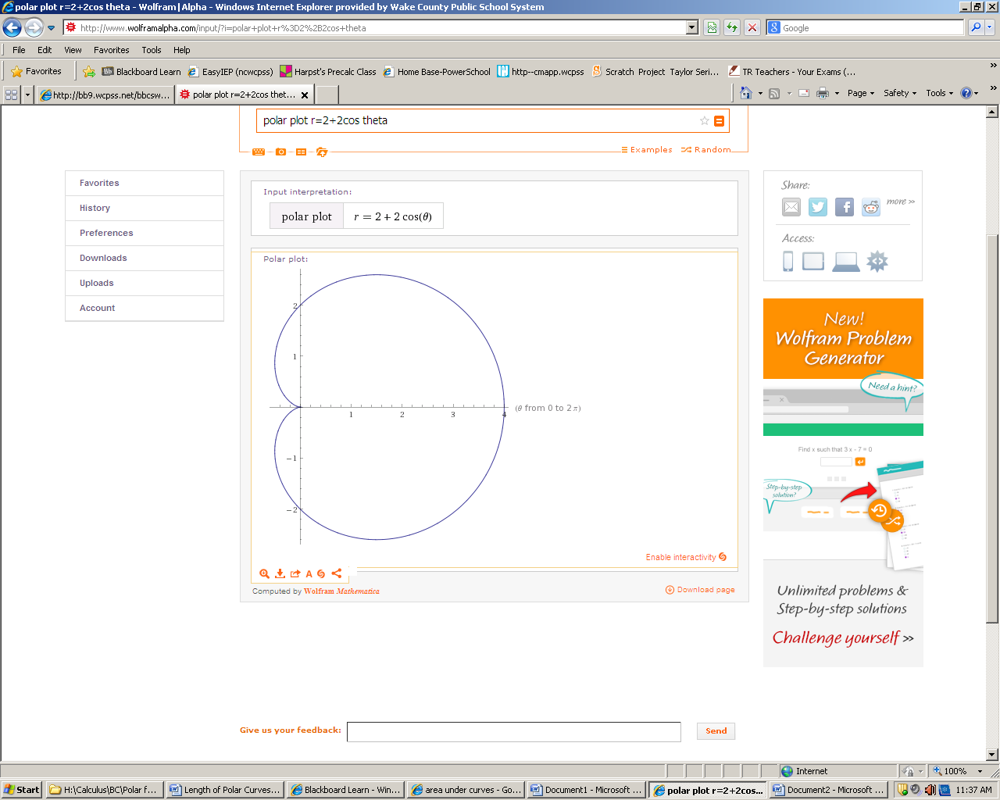 polar plot r=2+2cos theta - Wolfram|Alpha - Windows Internet Explorer provided by Wake County Public School System
http://www.wolframalpha.com/input/?i=polar+plot+r%3D2%2B2cos+theta
Google
File Edit View Favorites Tools Help
Favorites
Bb Blackboard Learn
EasyIEP (ncwcpss)
Harpst's Precalc Class
Home Base-PowerSchool
http--cmapp.wcpss
Scratch Project Taylor Seri...
TR Teachers - Your Exams (...
http://bb9.wcpss.net/bbcsw...
polar plot r=2+2cos thet...
Page Safety Tools
polar plot r=2+2cos theta
Examples Random
Favorites
History
Preferences
Downloads
Uploads
Account
Input interpretation:
polar plot r = 2 + 2 cos(θ)
Polar plot:
2
1
1 2 3 4
(θ from 0 to 2 π)
−1
−2
Enable interactivity
A
Computed by Wolfram Mathematica
Download page
Share:
more »
Access:
New!
Wolfram Problem
Generator
Need a hint?
Find x such that 3 x - 7 = 0
Step-by-step
solution?
Unlimited problems &
Step-by-step solutions
Challenge yourself »
Give us your feedback:
Send
Internet
100%
Start
H:\Calculus\BC\Polar f...
Length of Polar Curves...
Blackboard Learn - Win...
area under curves - Go...
Document1 - Microsoft ...
polar plot r=2+2cos...
Document2 - Microsoft ...
11:37 AM